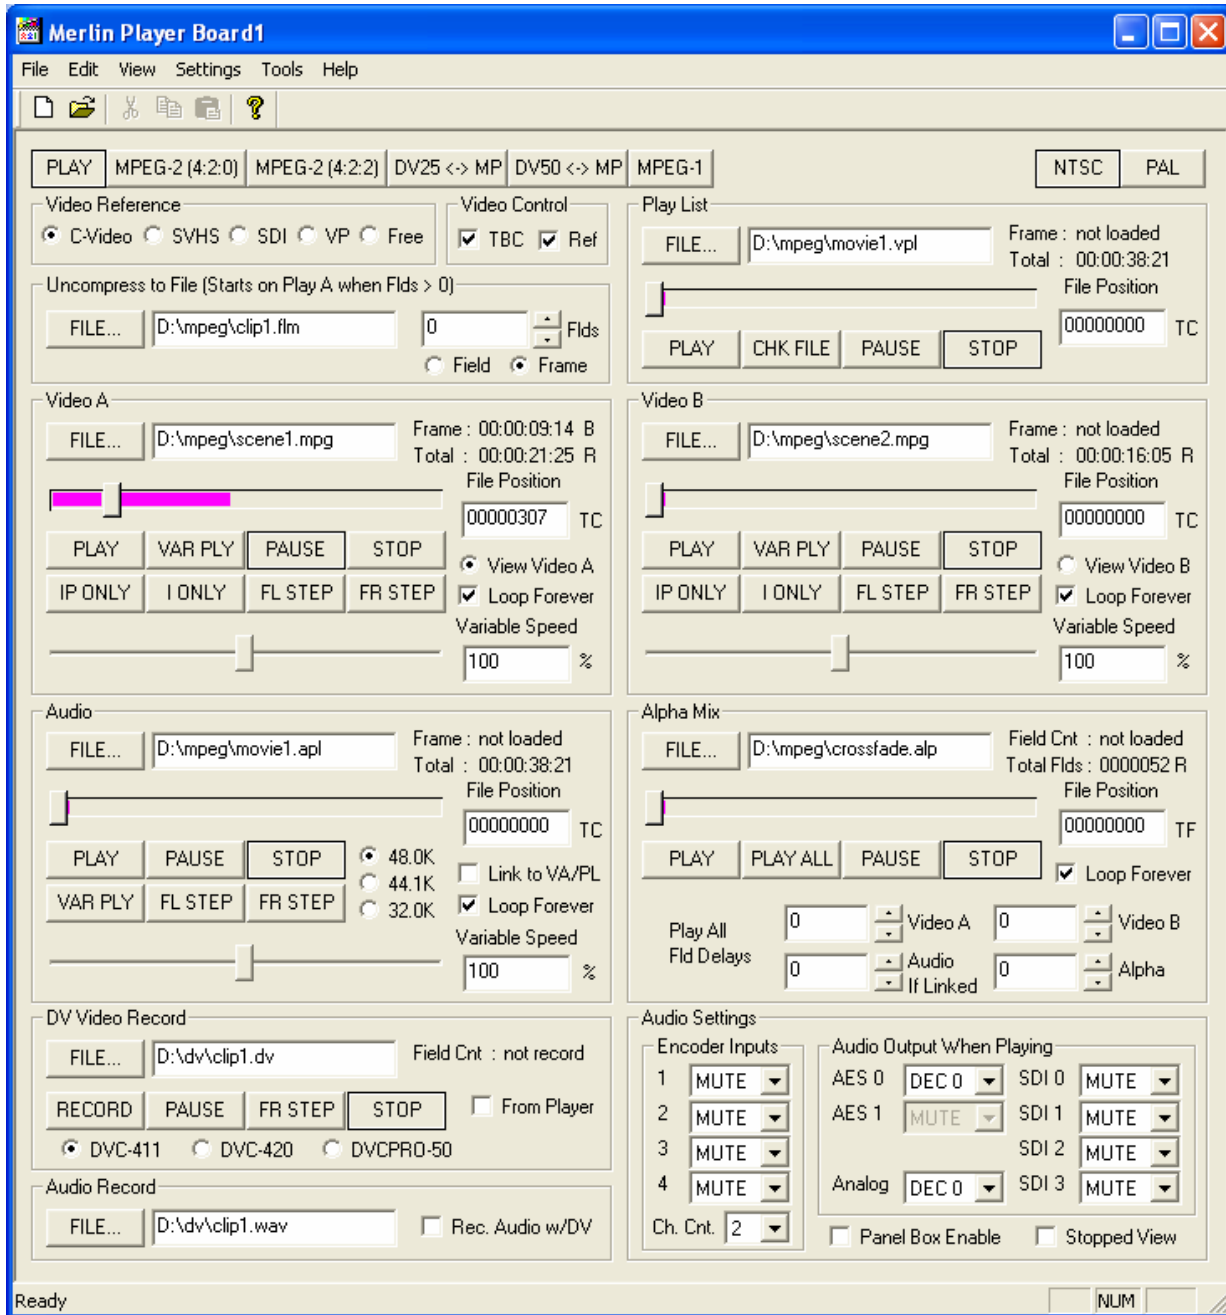 Merlin Player Board1
File Edit View Settings Tools Help
PLAY MPEG-2 (4:2:0) MPEG-2 (4:2:2) DV25 <-> MP DV50 <-> MP MPEG-1 NTSC PAL
Video Reference
C-Video SVHS SDI VP Free
Video Control
TBC Ref
Uncompress to File (Starts on Play A when Flds > 0)
FILE... D:\mpeg\clip1.flm 0 Flds
Field Frame
Play List
FILE... D:\mpeg\movie1.vpl Frame : not loaded
Total : 00:00:38:21
File Position
00000000 TC
PLAY CHK FILE PAUSE STOP
Video A
FILE... D:\mpeg\scene1.mpg Frame : 00:00:09:14 B
Total : 00:00:21:25 R
File Position
00000307 TC
PLAY VAR PLY PAUSE STOP
View Video A
IP ONLY I ONLY FL STEP FR STEP Loop Forever
Variable Speed
100 %
Video B
FILE... D:\mpeg\scene2.mpg Frame : not loaded
Total : 00:00:16:05 R
File Position
00000000 TC
PLAY VAR PLY PAUSE STOP
View Video B
IP ONLY I ONLY FL STEP FR STEP Loop Forever
Variable Speed
100 %
Audio
FILE... D:\mpeg\movie1.apl Frame : not loaded
Total : 00:00:38:21
File Position
00000000 TC
PLAY PAUSE STOP 48.0K
44.1K Link to VA/PL
VAR PLY FL STEP FR STEP 32.0K Loop Forever
Variable Speed
100 %
Alpha Mix
FILE... D:\mpeg\crossfade.alp Field Cnt : not loaded
Total Flds : 0000052 R
File Position
00000000 TF
PLAY PLAY ALL PAUSE STOP
Loop Forever
Play All
Fld Delays
0 Video A 0 Video B
0 Audio
If Linked 0 Alpha
DV Video Record
FILE... D:\dv\clip1.dv Field Cnt : not record
RECORD PAUSE FR STEP STOP From Player
DVC-411 DVC-420 DVCPRO-50
Audio Record
FILE... D:\dv\clip1.wav Rec. Audio w/DV
Audio Settings
Encoder Inputs
1 MUTE
2 MUTE
3 MUTE
4 MUTE
Ch. Cnt. 2
Audio Output When Playing
AES 0 DEC 0 SDI 0 MUTE
AES 1 MUTE SDI 1 MUTE
SDI 2 MUTE
Analog DEC 0 SDI 3 MUTE
Panel Box Enable Stopped View
Ready NUM